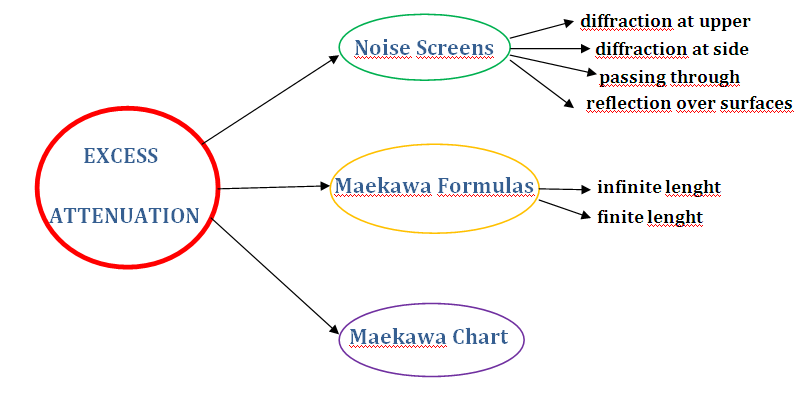 EXCESS
ATTENUATION
Noise Screens
diffraction at upper
diffraction at side
passing through
reflection over surfaces
Maekawa Formulas
infinite lenght
finite lenght
Maekawa Chart